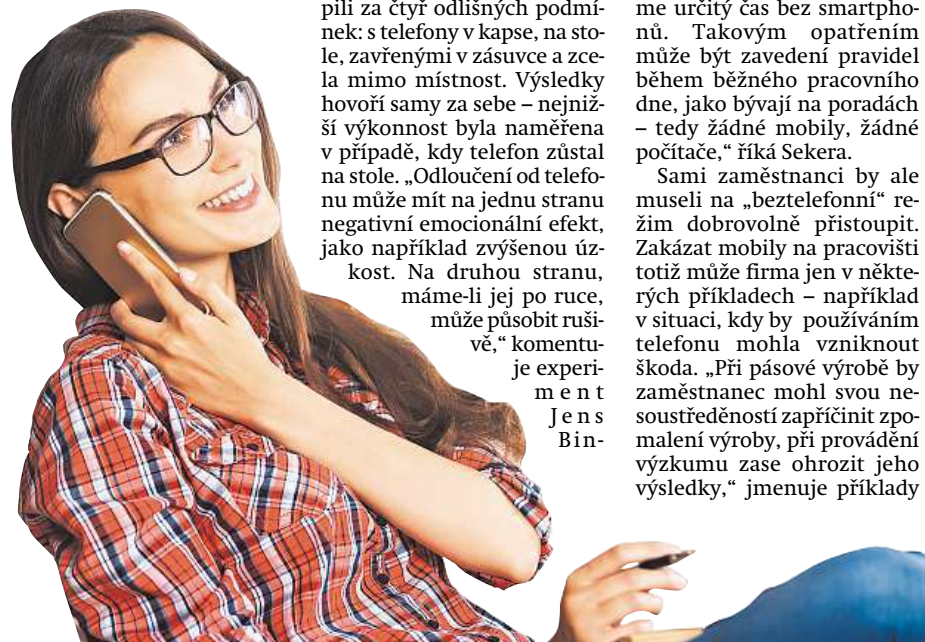 pili za čtyř odlišných podmí-
nek: s telefony v kapse, na sto-
le, zavřenými v zásuvce a zce-
la mimo místnost. Výsledky
hovoří samy za sebe – nejniž-
ší výkonnost byla naměřena
v případě, kdy telefon zůstal
na stole. „Odloučení od telefo-
nu může mít na jednu stranu
negativní emocionální efekt,
jako například zvýšenou úz-
kost. Na druhou stranu,
máme-li jej po ruce,
může působit ruši-
vě,“ komentu-
je experi-
ment
Jens
Bin-
me určitý čas bez smartpho-
nů. Takovým opatřením
může být zavedení pravidel
během běžného pracovního
dne, jako bývají na poradách
– tedy žádné mobily, žádné
počítače,“ říká Sekera.
Sami zaměstnanci by ale
museli na „beztelefonní“ re-
žim dobrovolně přistoupit.
Zakázat mobily na pracovišti
totiž může firma jen v někte-
rých příkladech – například
v situaci, kdy by používáním
telefonu mohla vzniknout
škoda. „Při pásové výrobě by
zaměstnanec mohl svou ne-
soustředěností zapříčinit zpo-
malení výroby, při provádění
výzkumu zase ohrozit jeho
výsledky,“ jmenuje příklady